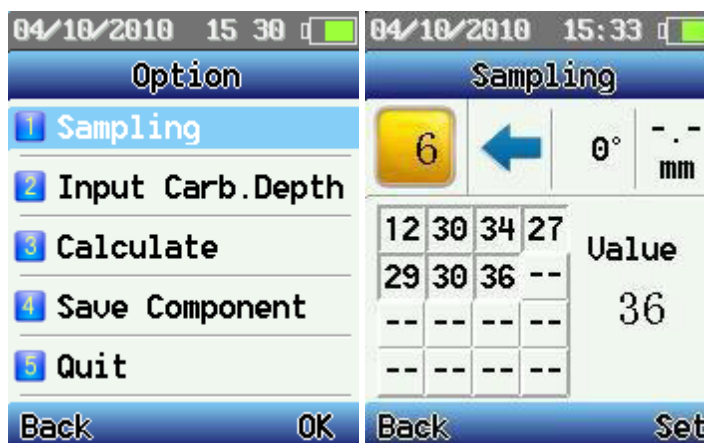 04/10/2010 15 30
Option
1 Sampling
2 Input Carb.Depth
3 Calculate
4 Save Component
5 Quit
Back OK
04/10/2010 15:33
Sampling
6 0° -.- mm
12 30 34 27
29 30 36 --
-- -- -- --
-- -- -- --
Value
36
Back Set